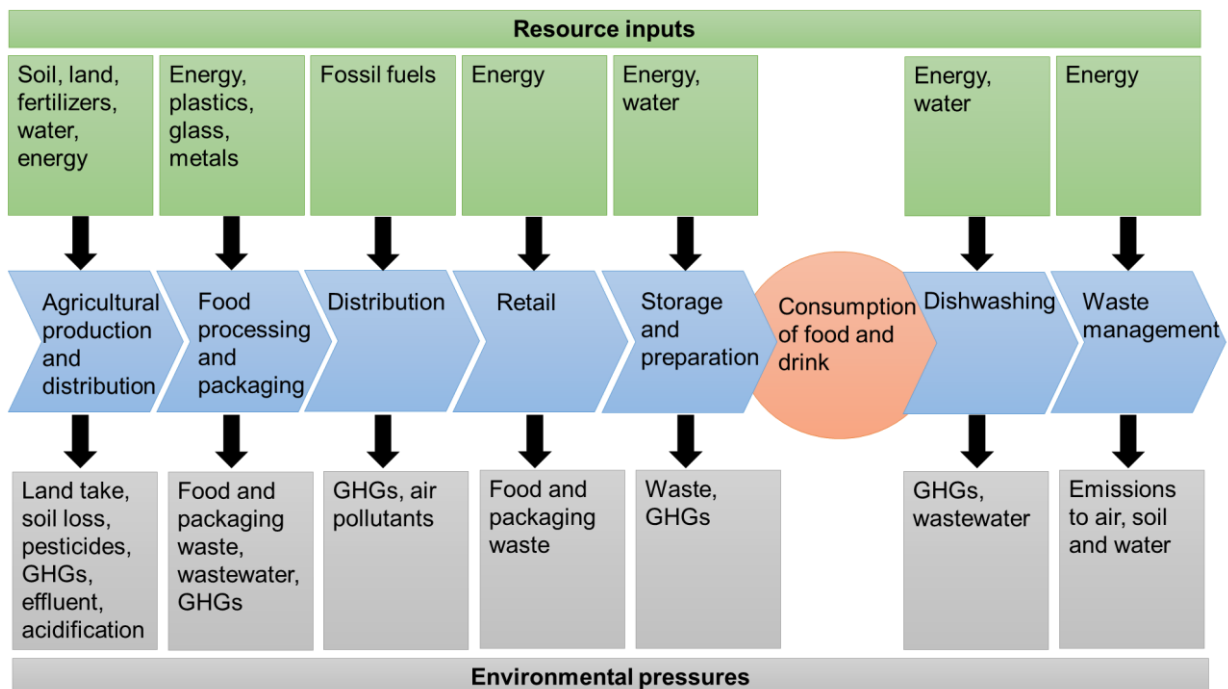 Resource inputs
Soil, land,
fertilizers,
water,
energy
Energy,
plastics,
glass,
metals
Fossil fuels
Energy
Energy,
water
Energy,
water
Energy
Agricultural
production
and
distribution
Food
processing
and
packaging
Distribution
Retail
Storage
and
preparation
Consumption
of food and
drink
Dishwashing
Waste
management
Land take,
soil loss,
pesticides,
GHGs,
effluent,
acidification
Food and
packaging
waste,
wastewater,
GHGs
GHGs, air
pollutants
Food and
packaging
waste
Waste,
GHGs
GHGs,
wastewater
Emissions
to air, soil
and water
Environmental pressures